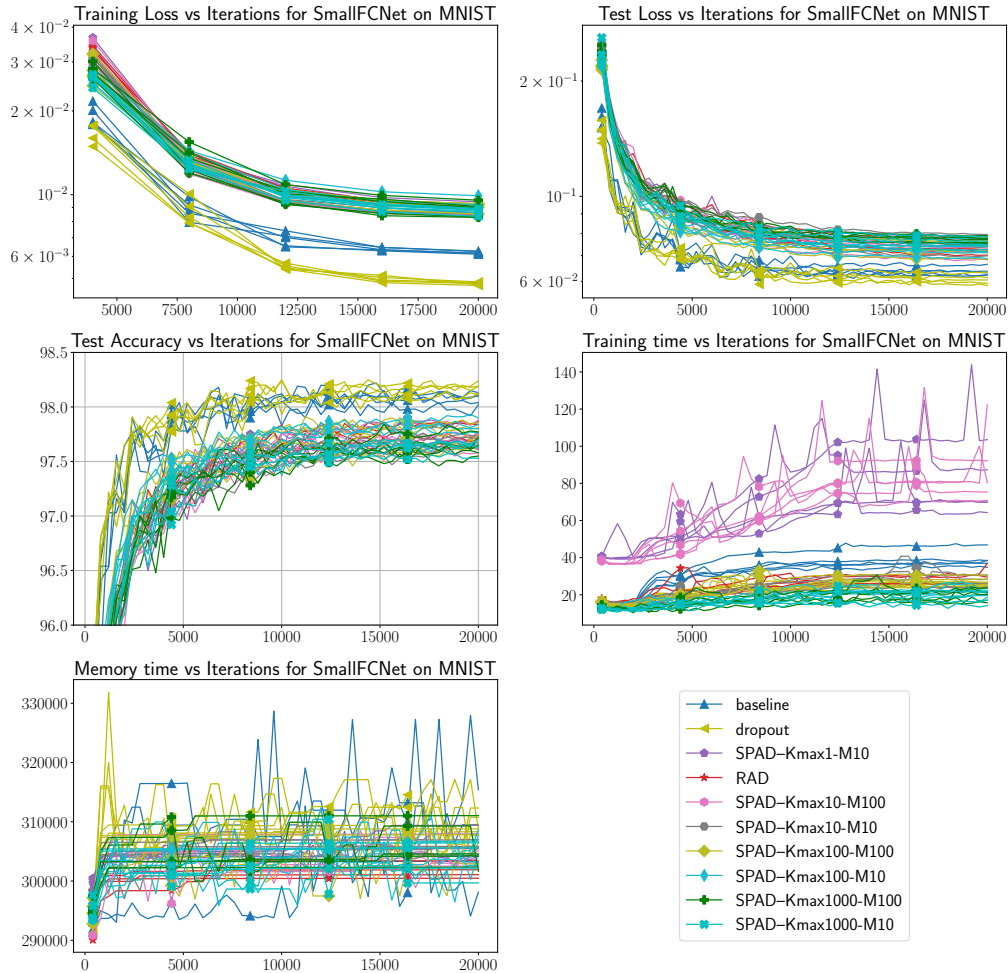 Training Loss vs Iterations for SmallFCNet on MNIST
4 × 10⁻²
3 × 10⁻²
2 × 10⁻²
10⁻²
6 × 10⁻³
5000 7500 10000 12500 15000 17500 20000
Test Loss vs Iterations for SmallFCNet on MNIST
2 × 10⁻¹
10⁻¹
6 × 10⁻²
0 5000 10000 15000 20000
Test Accuracy vs Iterations for SmallFCNet on MNIST
98.5
98.0
97.5
97.0
96.5
96.0
0 5000 10000 15000 20000
Training time vs Iterations for SmallFCNet on MNIST
140
120
100
80
60
40
20
0 5000 10000 15000 20000
Memory time vs Iterations for SmallFCNet on MNIST
330000
320000
310000
300000
290000
0 5000 10000 15000 20000
baseline
dropout
SPAD–Kmax1-M10
RAD
SPAD–Kmax10-M100
SPAD–Kmax10-M10
SPAD–Kmax100-M100
SPAD–Kmax100-M10
SPAD–Kmax1000-M100
SPAD–Kmax1000-M10